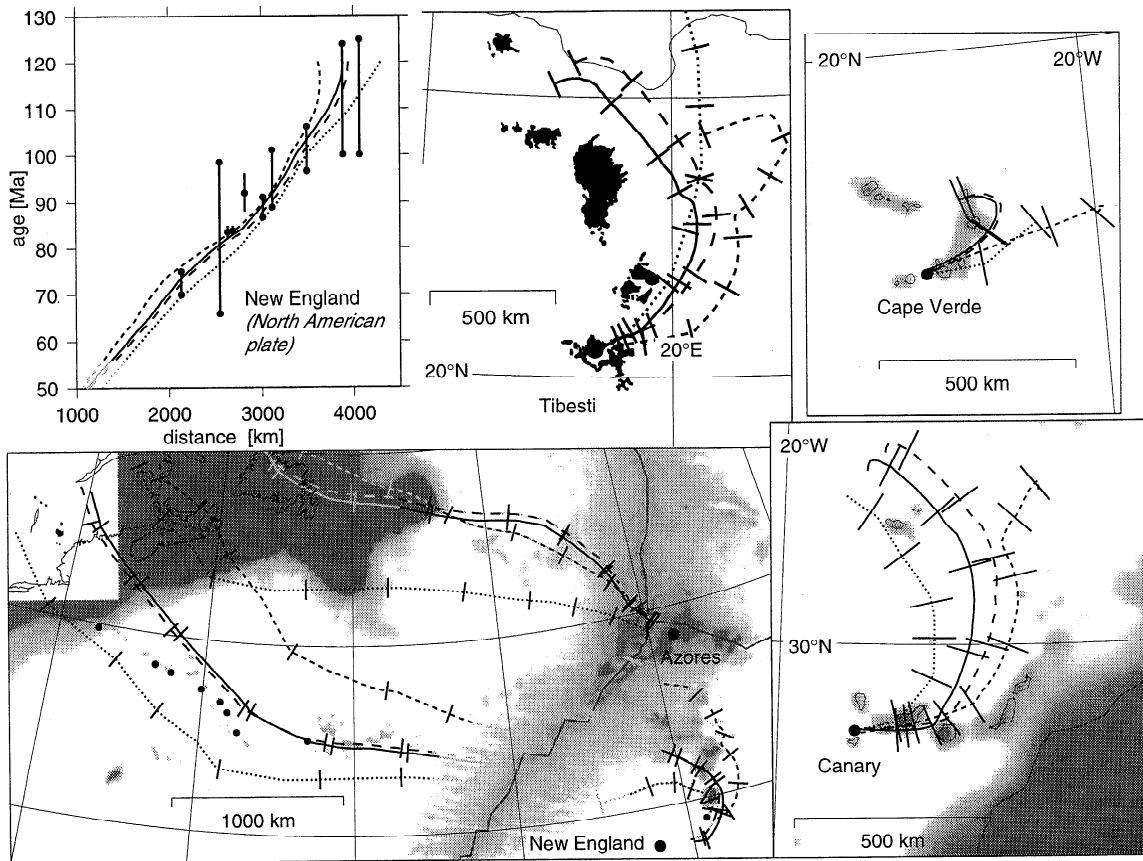 130
120
110
100
90
80
70
60
50
age [Ma]
1000
2000
3000
4000
distance [km]
New England
(North American
plate)
500 km
20°N
20°E
Tibesti
20°N
20°W
Cape Verde
500 km
Azores
1000 km
New England
20°W
30°N
Canary
500 km